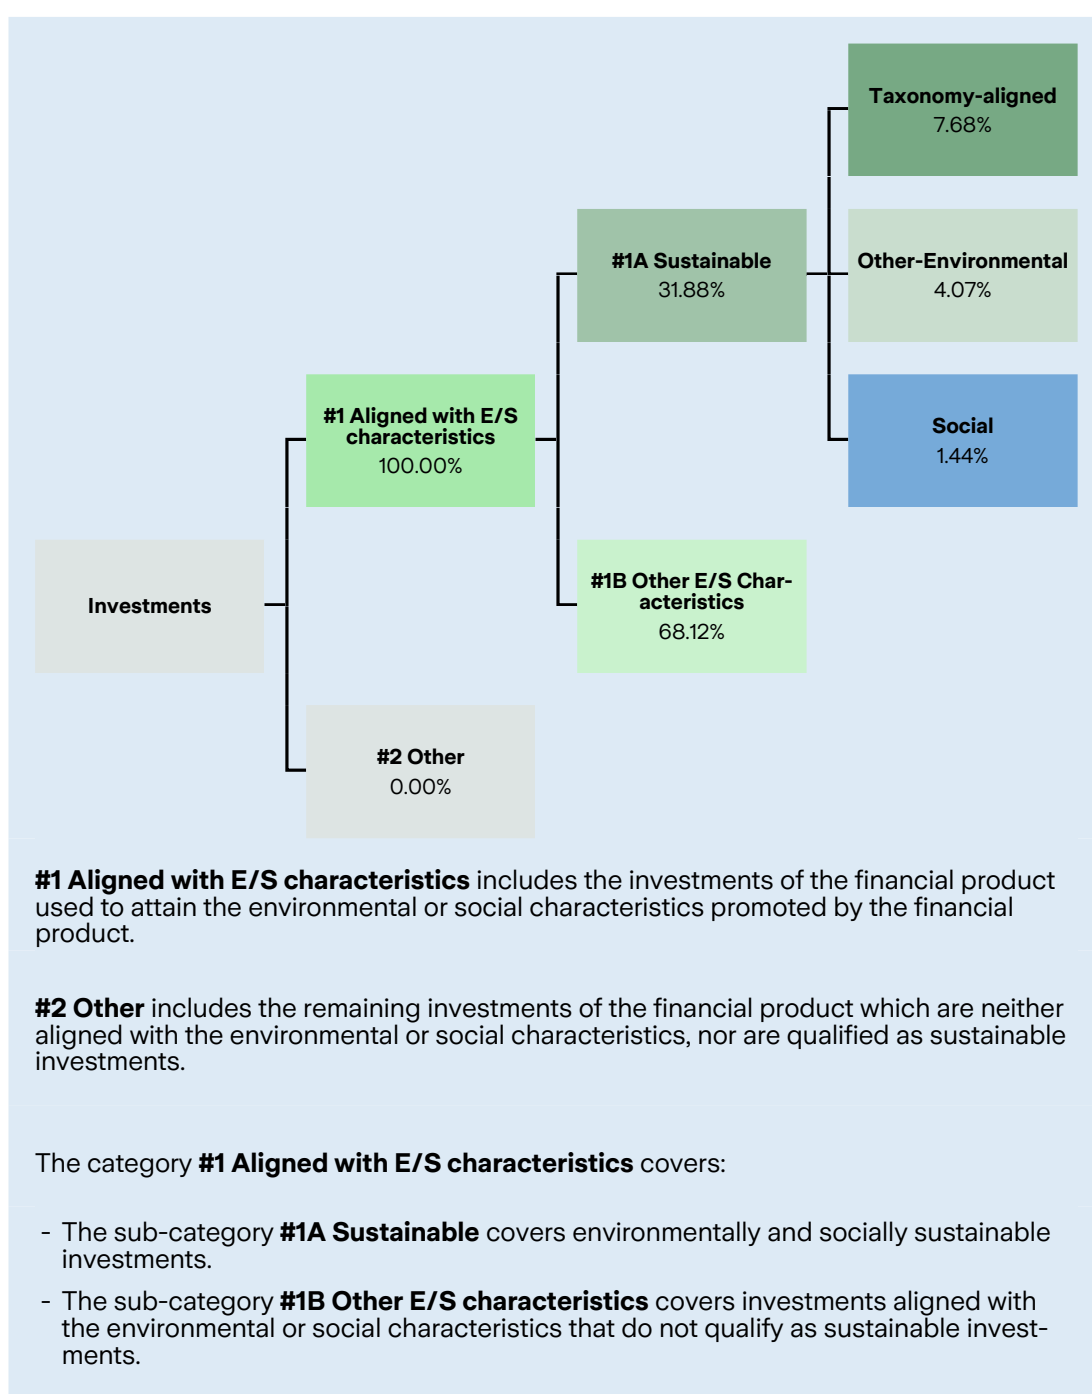 Taxonomy-aligned
7.68%
#1A Sustainable
31.88%
Other-Environmental
4.07%
#1 Aligned with E/S
characteristics
100.00%
Social
1.44%
Investments
#1B Other E/S Char-
acteristics
68.12%
#2 Other
0.00%
#1 Aligned with E/S characteristics includes the investments of the financial product
used to attain the environmental or social characteristics promoted by the financial
product.
#2 Other includes the remaining investments of the financial product which are neither
aligned with the environmental or social characteristics, nor are qualified as sustainable
investments.
The category #1 Aligned with E/S characteristics covers:
- The sub-category #1A Sustainable covers environmentally and socially sustainable
investments.
- The sub-category #1B Other E/S characteristics covers investments aligned with
the environmental or social characteristics that do not qualify as sustainable invest-
ments.